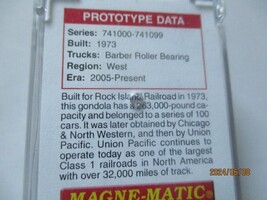 PROTOTYPE DATA
Series: 741000-741099
Built: 1973
Trucks: Barber Roller Bearing
Region: West
Era: 2005-Present
Built for Rock Island Railroad in 1973,
this gondola has a 263,000-pound ca-
pacity and belonged to a series of 100
cars. It was later obtained by Chicago
& North Western, and then by Union
Pacific. Union Pacific continues to
operate today as one of the largest
Class 1 railroads in North America
with over 32,000 miles of track.
MAGNE-MATIC